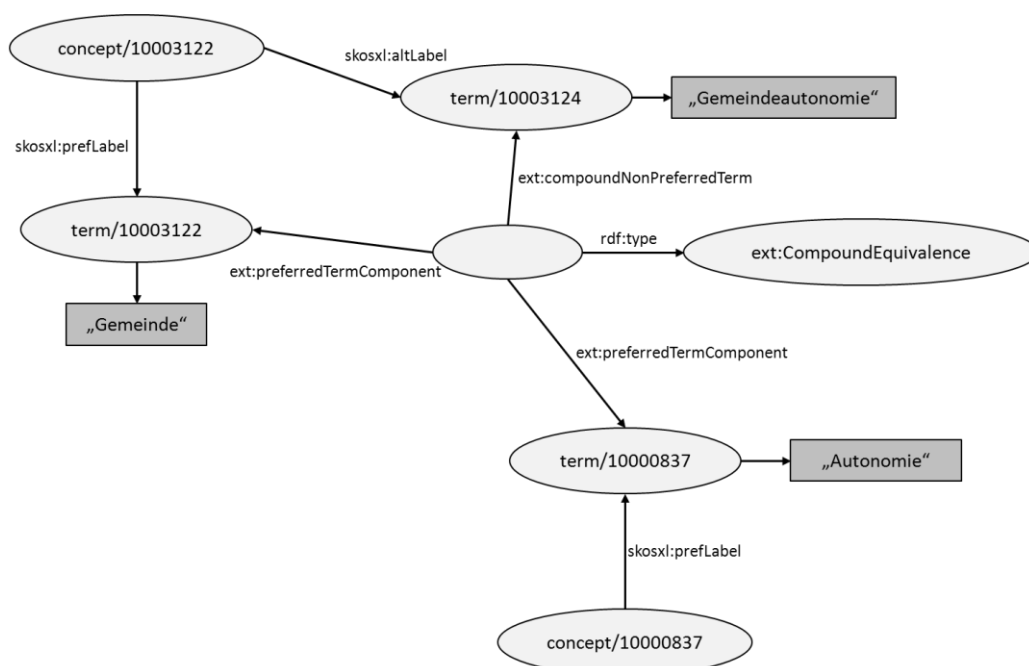 concept/10003122
skosxl:altLabel
term/10003124
„Gemeindeautonomie“
skosxl:prefLabel
ext:compoundNonPreferredTerm
term/10003122
rdf:type
ext:CompoundEquivalence
ext:preferredTermComponent
„Gemeinde“
ext:preferredTermComponent
term/10000837
„Autonomie“
skosxl:prefLabel
concept/10000837